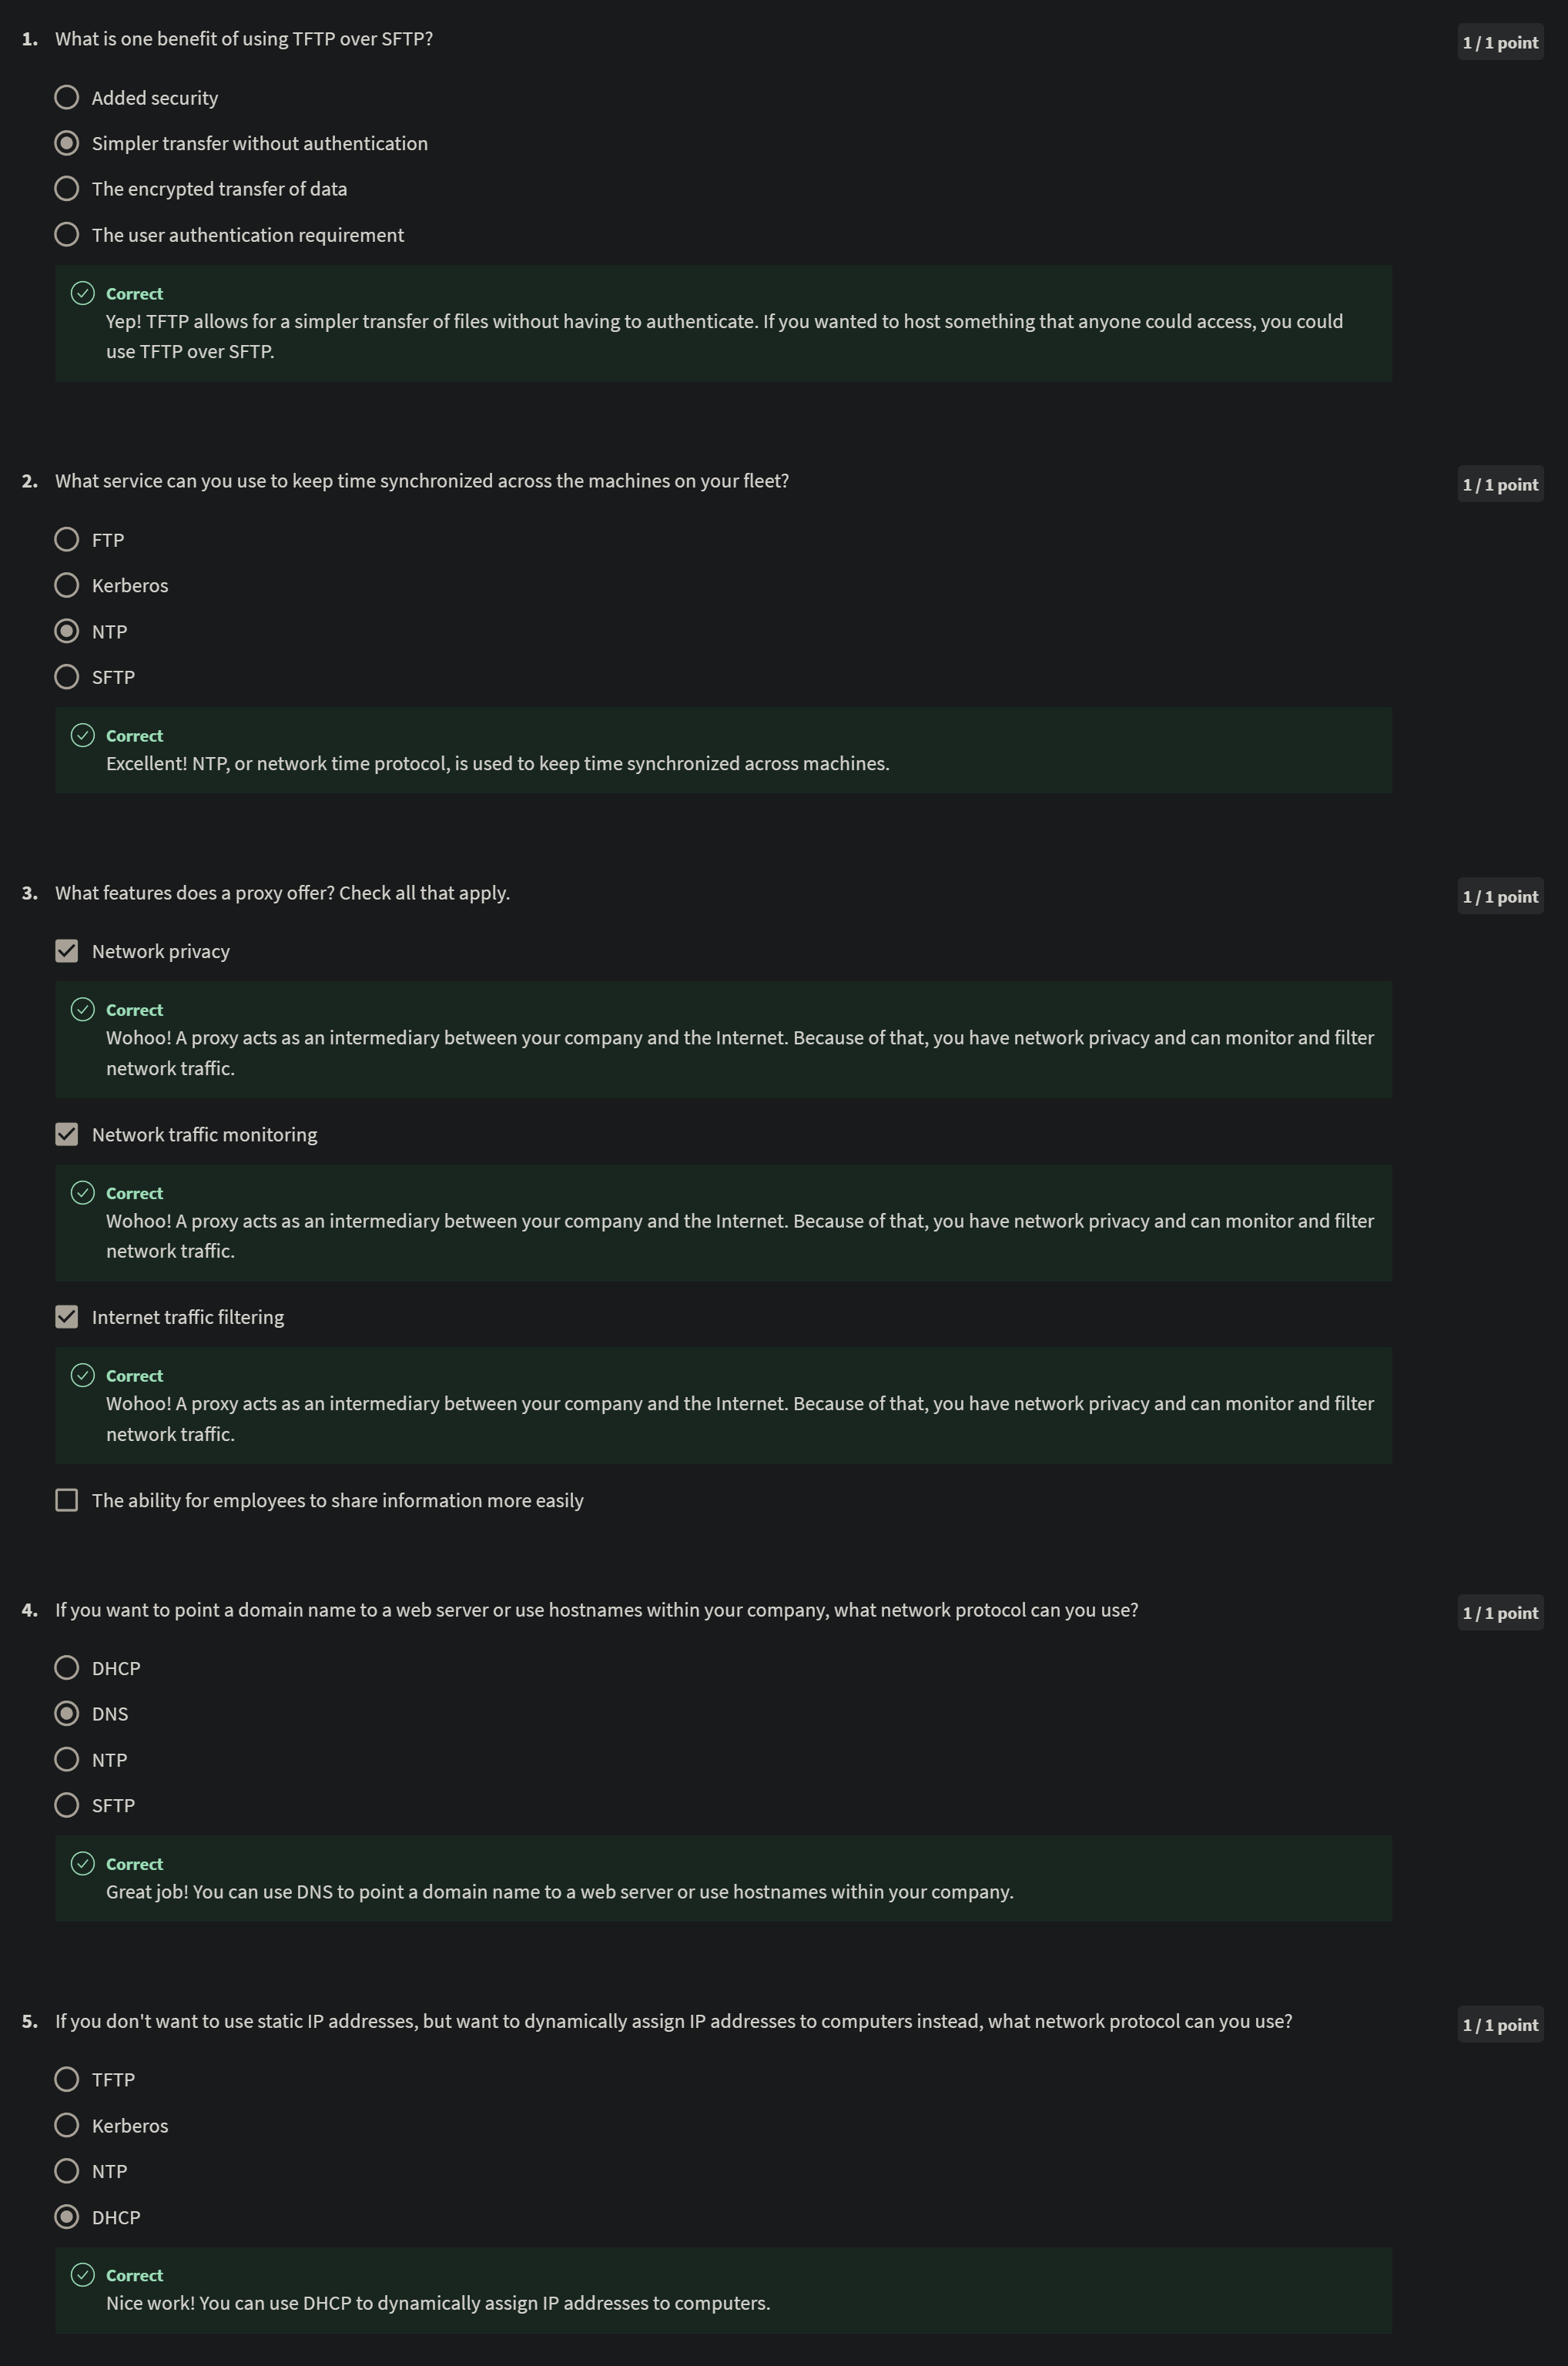 1. What is one benefit of using TFTP over SFTP?
1 / 1 point
Added security
Simpler transfer without authentication
The encrypted transfer of data
The user authentication requirement
Correct
Yep! TFTP allows for a simpler transfer of files without having to authenticate. If you wanted to host something that anyone could access, you could
use TFTP over SFTP.
2. What service can you use to keep time synchronized across the machines on your fleet?
1 / 1 point
FTP
Kerberos
NTP
SFTP
Correct
Excellent! NTP, or network time protocol, is used to keep time synchronized across machines.
3. What features does a proxy offer? Check all that apply.
1 / 1 point
Network privacy
Correct
Wohoo! A proxy acts as an intermediary between your company and the Internet. Because of that, you have network privacy and can monitor and filter
network traffic.
Network traffic monitoring
Correct
Wohoo! A proxy acts as an intermediary between your company and the Internet. Because of that, you have network privacy and can monitor and filter
network traffic.
Internet traffic filtering
Correct
Wohoo! A proxy acts as an intermediary between your company and the Internet. Because of that, you have network privacy and can monitor and filter
network traffic.
The ability for employees to share information more easily
4. If you want to point a domain name to a web server or use hostnames within your company, what network protocol can you use?
1 / 1 point
DHCP
DNS
NTP
SFTP
Correct
Great job! You can use DNS to point a domain name to a web server or use hostnames within your company.
5. If you don't want to use static IP addresses, but want to dynamically assign IP addresses to computers instead, what network protocol can you use?
1 / 1 point
TFTP
Kerberos
NTP
DHCP
Correct
Nice work! You can use DHCP to dynamically assign IP addresses to computers.